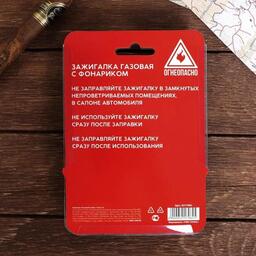 ЗАЖИГАЛКА ГАЗОВАЯ
С ФОНАРИКОМ
ОГНЕОПАСНО
НЕ ЗАПРАВЛЯЙТЕ ЗАЖИГАЛКУ В ЗАМКНУТЫХ
НЕПРОВЕТРИВАЕМЫХ ПОМЕЩЕНИЯХ,
В САЛОНЕ АВТОМОБИЛЯ
НЕ ИСПОЛЬЗУЙТЕ ЗАЖИГАЛКУ
СРАЗУ ПОСЛЕ ЗАПРАВКИ
НЕ ЗАПРАВЛЯЙТЕ ЗАЖИГАЛКУ
СРАЗУ ПОСЛЕ ИСПОЛЬЗОВАНИЯ